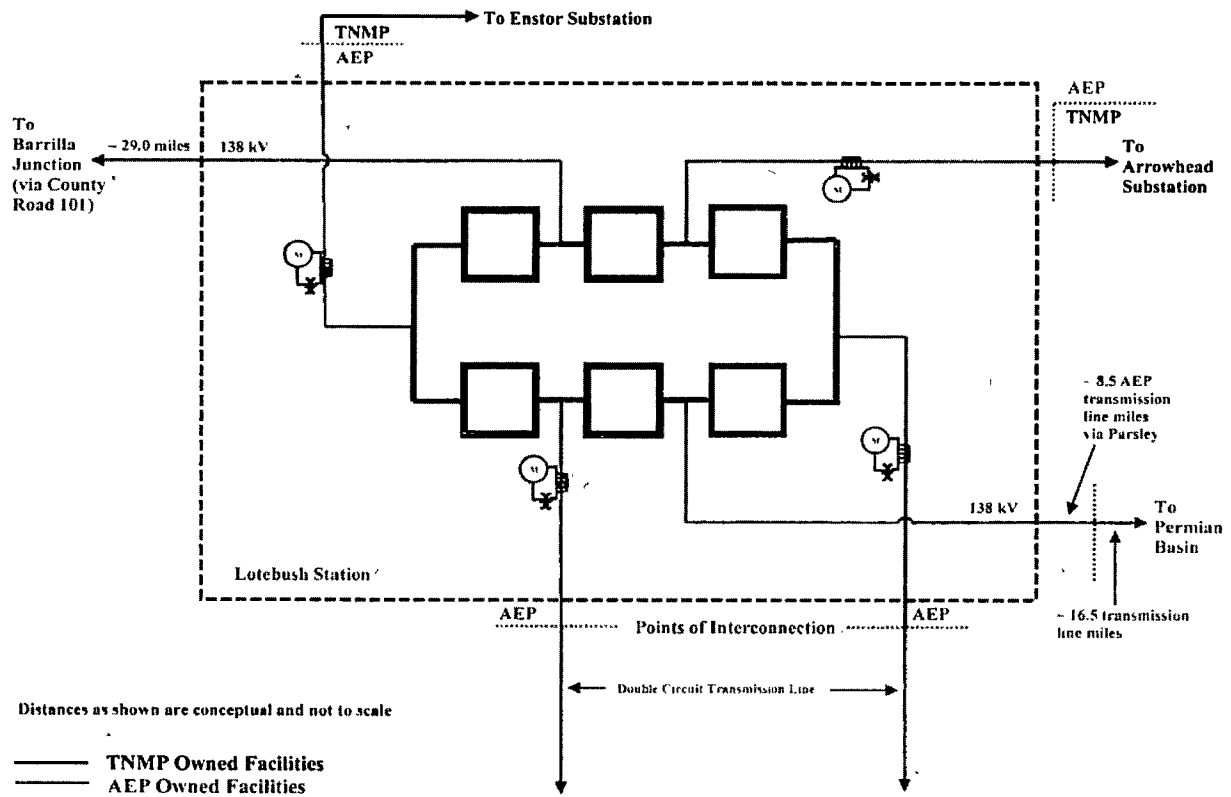 To Enstor Substation
TNMP
AEP
AEP
TNMP
To
Barrilla
Junction
(via County
Road 101)
~ 29.0 miles
138 kV
To
Arrowhead
Substation
M
M
M
M
~ 8.5 AEP
transmission
line miles
via Parsley
138 kV
To
Permian
Basin
Lotebush Station
~ 16.5 transmission
line miles
AEP
Points of Interconnection
AEP
Double Circuit Transmission Line
Distances as shown are conceptual and not to scale
TNMP Owned Facilities
AEP Owned Facilities